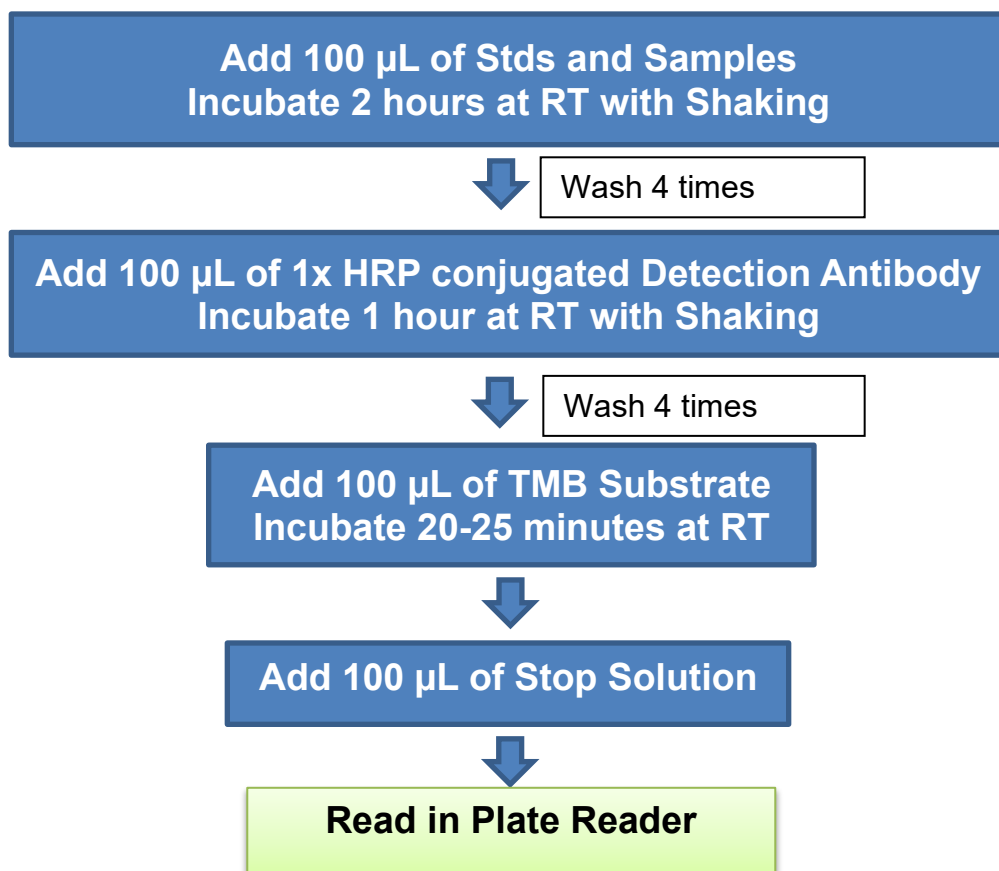 Add 100 µL of Stds and Samples
Incubate 2 hours at RT with Shaking
Wash 4 times
Add 100 µL of 1x HRP conjugated Detection Antibody
Incubate 1 hour at RT with Shaking
Wash 4 times
Add 100 µL of TMB Substrate
Incubate 20-25 minutes at RT
Add 100 µL of Stop Solution
Read in Plate Reader